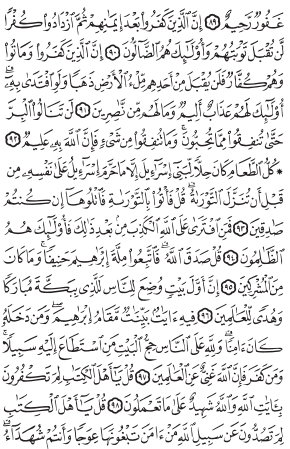 غَفُورٌ رَّحِيمٌ ٨٩ إِنَّ ٱلَّذِينَ كَفَرُوا۟ بَعْدَ إِيمَـٰنِهِمْ ثُمَّ ٱزْدَادُوا۟ كُفْرًا
لَّن تُقْبَلَ تَوْبَتُهُمْ وَأُو۟لَـٰٓئِكَ هُمُ ٱلضَّآلُّونَ ٩٠ إِنَّ ٱلَّذِينَ كَفَرُوا۟ وَمَاتُوا۟
وَهُمْ كُفَّارٌ فَلَن يُقْبَلَ مِنْ أَحَدِهِم مِّلْءُ ٱلْأَرْضِ ذَهَبًا وَلَوِ ٱفْتَدَىٰ بِهِۦٓ
أُو۟لَـٰٓئِكَ لَهُمْ عَذَابٌ أَلِيمٌ وَمَا لَهُم مِّن نَّـٰصِرِينَ ٩١ لَن تَنَالُوا۟ ٱلْبِرَّ
حَتَّىٰ تُنفِقُوا۟ مِمَّا تُحِبُّونَ وَمَا تُنفِقُوا۟ مِن شَىْءٍ فَإِنَّ ٱللَّهَ بِهِۦ عَلِيمٌ ٩٢
كُلُّ ٱلطَّعَامِ كَانَ حِلًّا لِّبَنِىٓ إِسْرَٰٓءِيلَ إِلَّا مَا حَرَّمَ إِسْرَٰٓءِيلُ عَلَىٰ نَفْسِهِۦ مِن
قَبْلِ أَن تُنَزَّلَ ٱلتَّوْرَىٰةُ قُلْ فَأْتُوا۟ بِٱلتَّوْرَىٰةِ فَٱتْلُوهَآ إِن كُنتُمْ
صَـٰدِقِينَ ٩٣ فَمَنِ ٱفْتَرَىٰ عَلَى ٱللَّهِ ٱلْكَذِبَ مِنۢ بَعْدِ ذَٰلِكَ فَأُو۟لَـٰٓئِكَ هُمُ
ٱلظَّـٰلِمُونَ ٩٤ قُلْ صَدَقَ ٱللَّهُ فَٱتَّبِعُوا۟ مِلَّةَ إِبْرَٰهِيمَ حَنِيفًا وَمَا كَانَ
مِنَ ٱلْمُشْرِكِينَ ٩٥ إِنَّ أَوَّلَ بَيْتٍ وُضِعَ لِلنَّاسِ لَلَّذِى بِبَكَّةَ مُبَارَكًا
وَهُدًى لِّلْعَـٰلَمِينَ ٩٦ فِيهِ ءَايَـٰتٌۢ بَيِّنَـٰتٌ مَّقَامُ إِبْرَٰهِيمَ وَمَن دَخَلَهُۥ
كَانَ ءَامِنًا وَلِلَّهِ عَلَى ٱلنَّاسِ حِجُّ ٱلْبَيْتِ مَنِ ٱسْتَطَاعَ إِلَيْهِ سَبِيلًا
وَمَن كَفَرَ فَإِنَّ ٱللَّهَ غَنِىٌّ عَنِ ٱلْعَـٰلَمِينَ ٩٧ قُلْ يَـٰٓأَهْلَ ٱلْكِتَـٰبِ لِمَ تَكْفُرُونَ
بِـَٔايَـٰتِ ٱللَّهِ وَٱللَّهُ شَهِيدٌ عَلَىٰ مَا تَعْمَلُونَ ٩٨ قُلْ يَـٰٓأَهْلَ ٱلْكِتَـٰبِ
لِمَ تَصُدُّونَ عَن سَبِيلِ ٱللَّهِ مَنْ ءَامَنَ تَبْغُونَهَا عِوَجًا وَأَنتُمْ شُهَدَآءُ